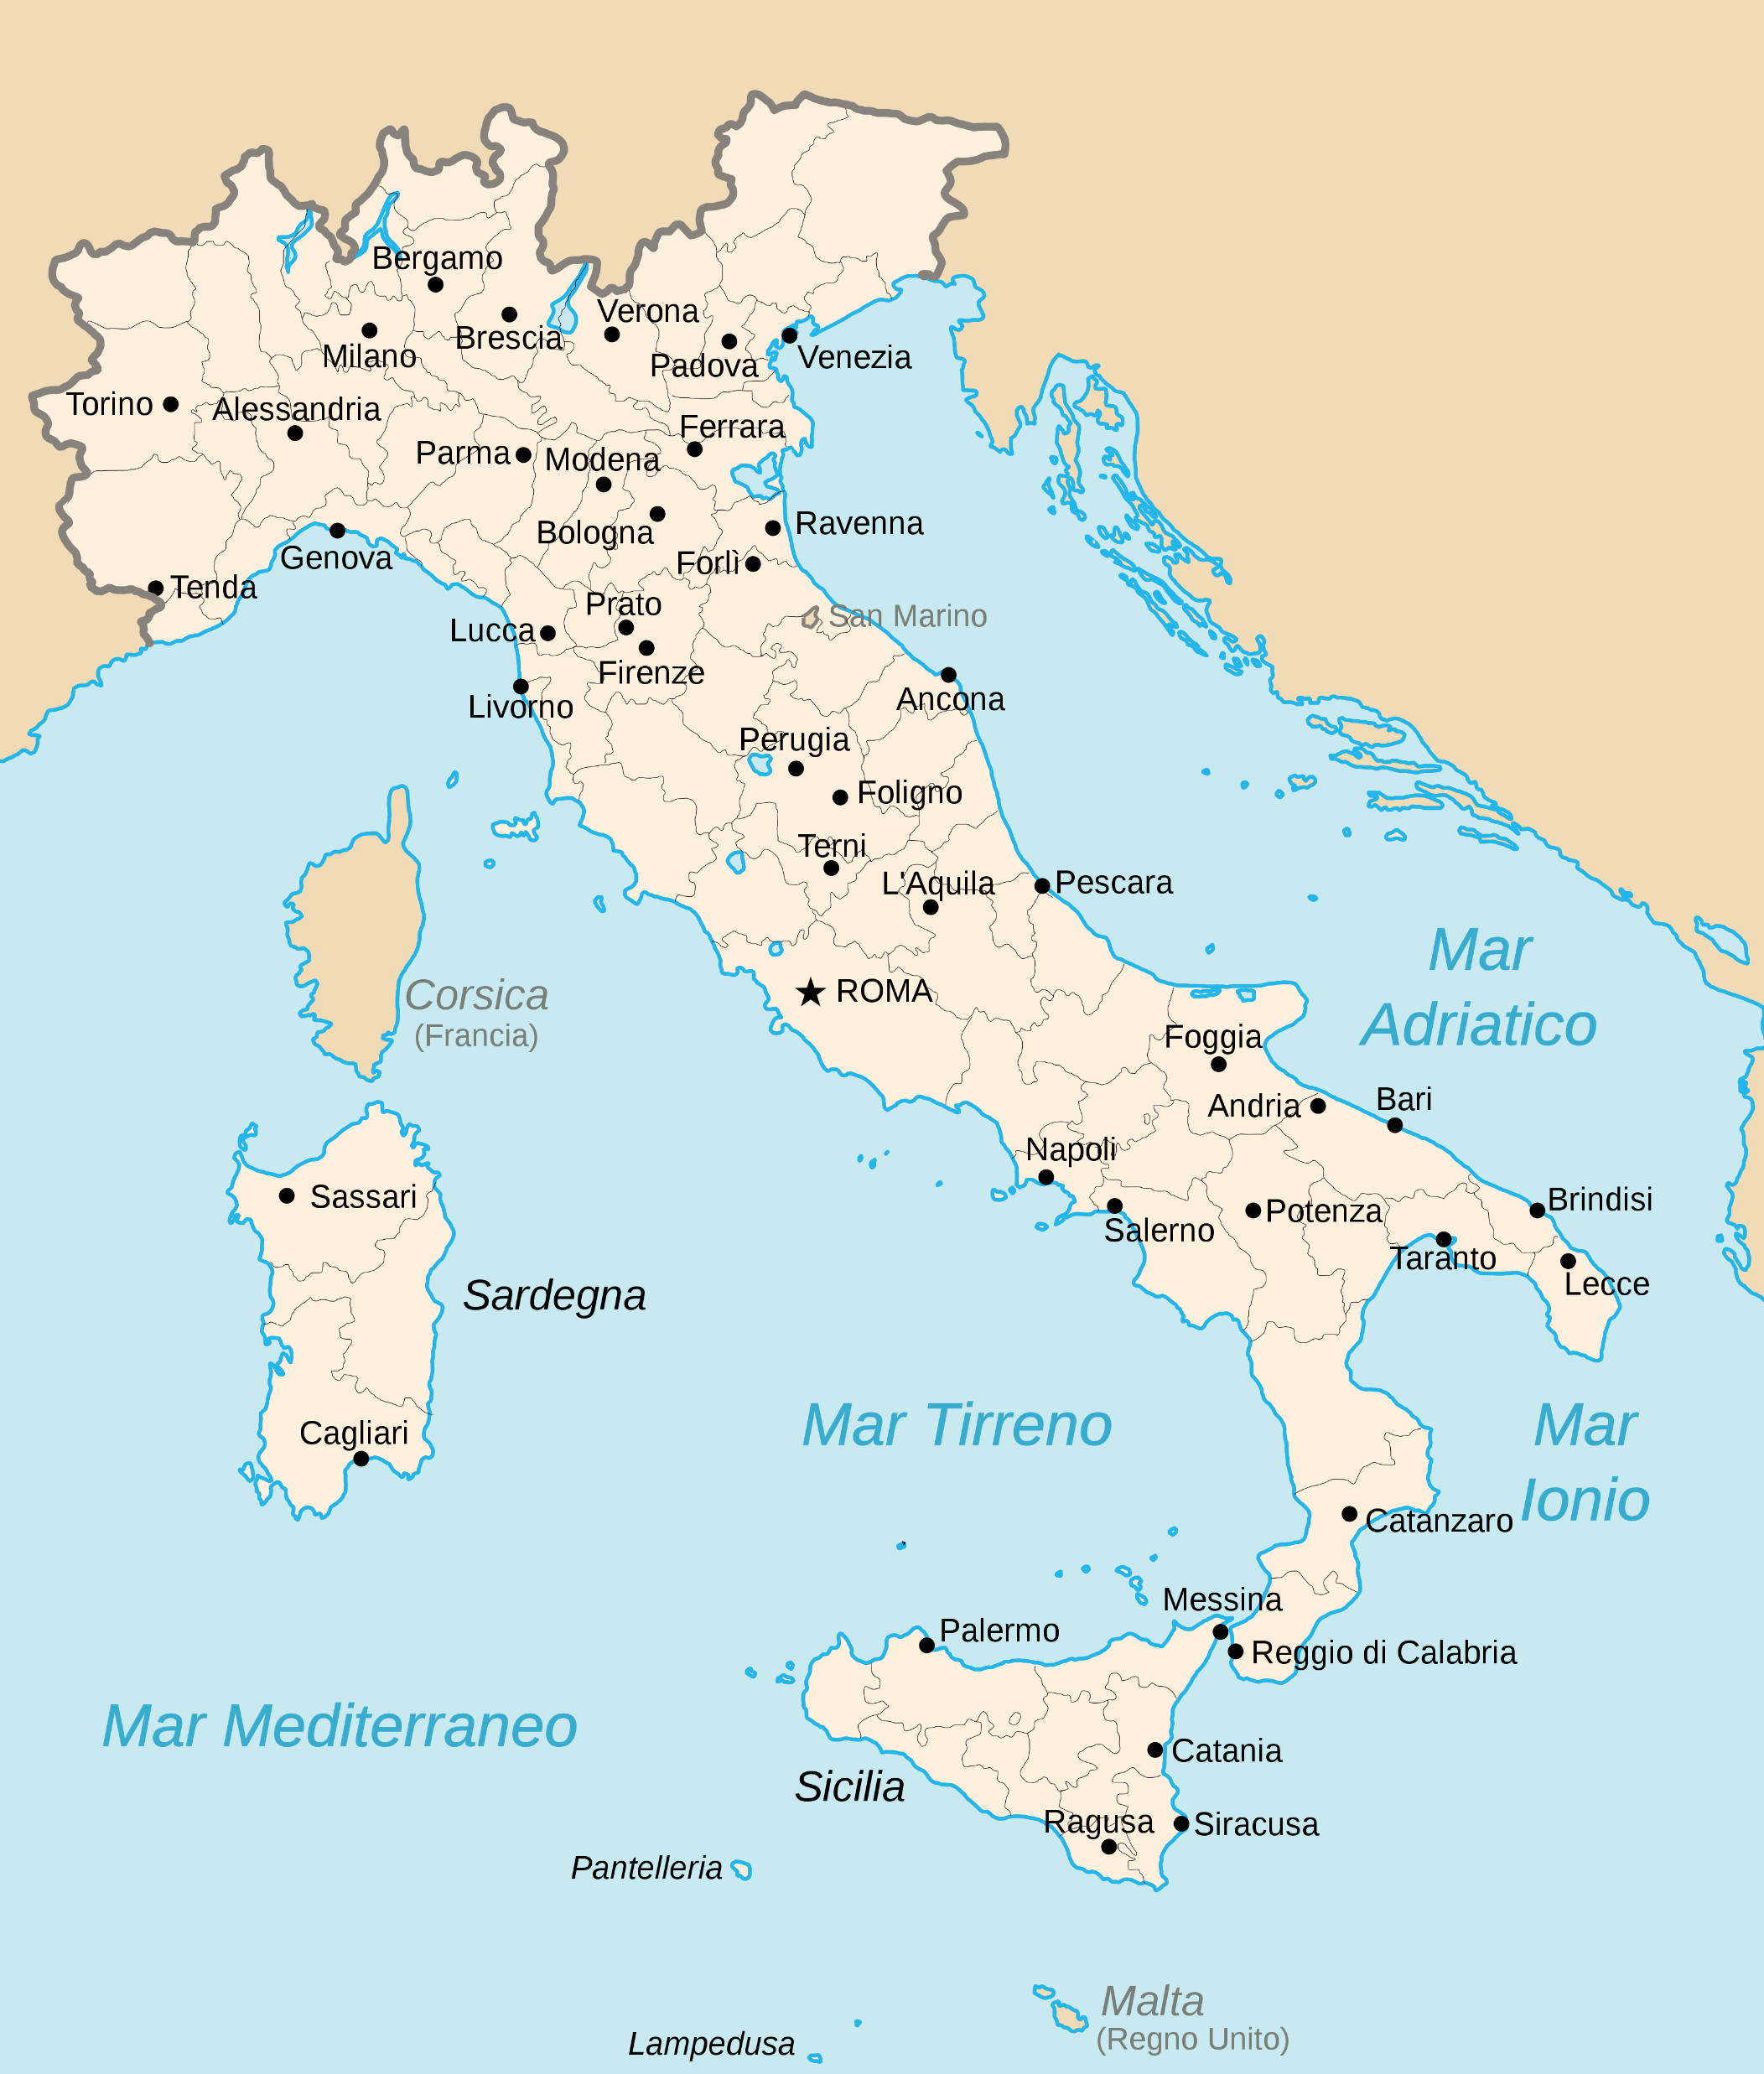 Bergamo
Verona
Brescia
Milano
Padova
Venezia
Torino
Alessandria
Ferrara
Parma
Modena
Ravenna
Bologna
Genova
Forlì
Tenda
Prato
San Marino
Lucca
Firenze
Ancona
Livorno
Perugia
Foligno
Terni
L'Aquila
Pescara
Mar
Adriatico
ROMA
Corsica
(Francia)
Foggia
Andria
Bari
Napoli
Sassari
Brindisi
Potenza
Salerno
Taranto
Lecce
Sardegna
Mar Tirreno
Mar
Ionio
Cagliari
Catanzaro
Messina
Palermo
Reggio di Calabria
Mar Mediterraneo
Catania
Sicilia
Ragusa
Siracusa
Pantelleria
Malta
(Regno Unito)
Lampedusa